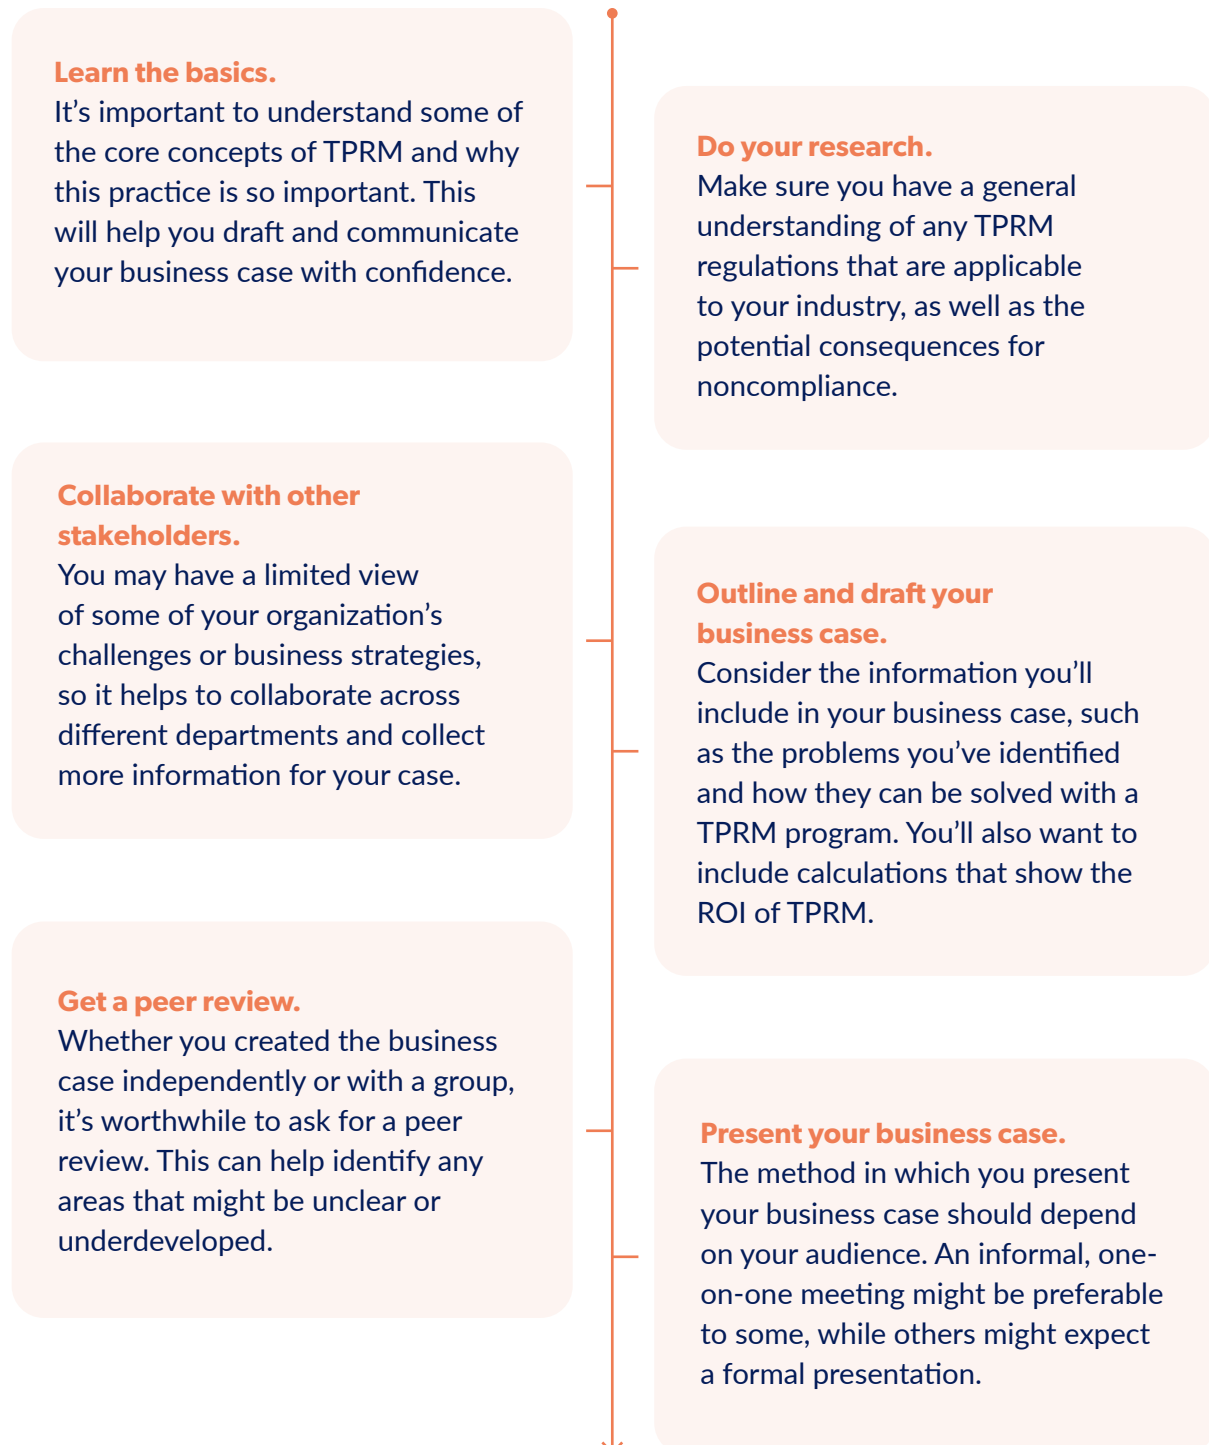 Learn the basics.
It’s important to understand some of
the core concepts of TPRM and why
this practice is so important. This
will help you draft and communicate
your business case with confidence.
Do your research.
Make sure you have a general
understanding of any TPRM
regulations that are applicable
to your industry, as well as the
potential consequences for
noncompliance.
Collaborate with other
stakeholders.
You may have a limited view
of some of your organization’s
challenges or business strategies,
so it helps to collaborate across
different departments and collect
more information for your case.
Outline and draft your
business case.
Consider the information you’ll
include in your business case, such
as the problems you’ve identified
and how they can be solved with a
TPRM program. You’ll also want to
include calculations that show the
ROI of TPRM.
Get a peer review.
Whether you created the business
case independently or with a group,
it’s worthwhile to ask for a peer
review. This can help identify any
areas that might be unclear or
underdeveloped.
Present your business case.
The method in which you present
your business case should depend
on your audience. An informal, one-
on-one meeting might be preferable
to some, while others might expect
a formal presentation.